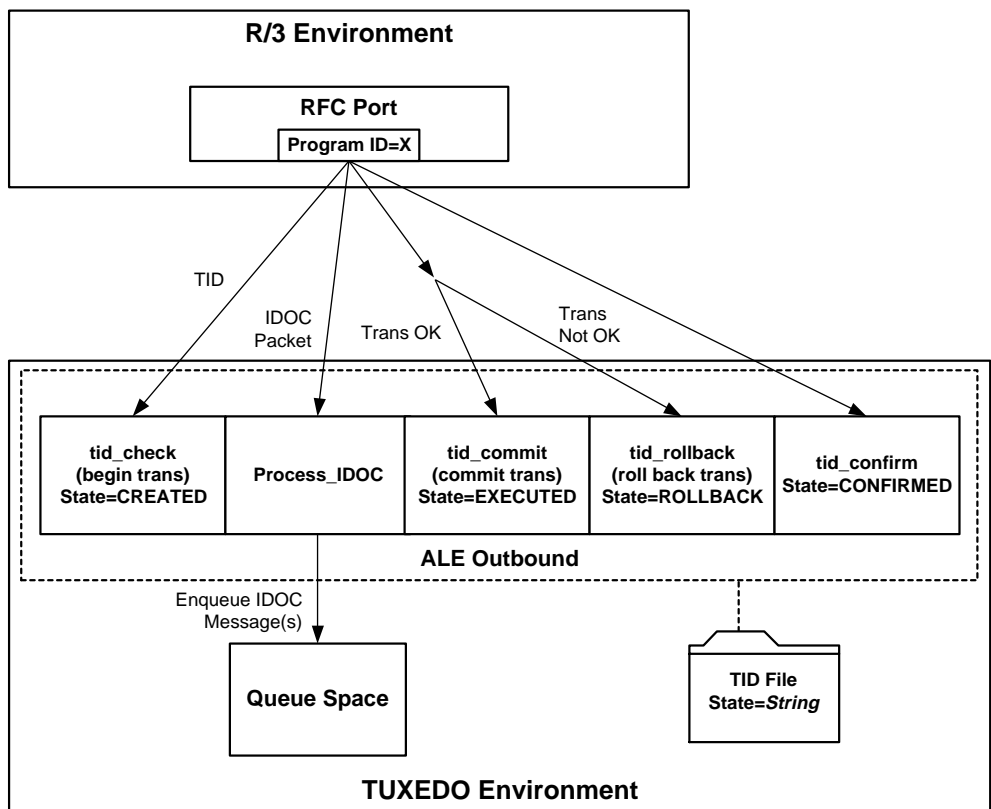 R/3 Environment
RFC Port
Program ID=X
TID
IDOC
Packet
Trans OK
Trans
Not OK
tid_check
(begin trans)
State=CREATED
Process_IDOC
tid_commit
(commit trans)
State=EXECUTED
tid_rollback
(roll back trans)
State=ROLLBACK
tid_confirm
State=CONFIRMED
ALE Outbound
Enqueue IDOC
Message(s)
Queue Space
TID File
State=String
TUXEDO Environment